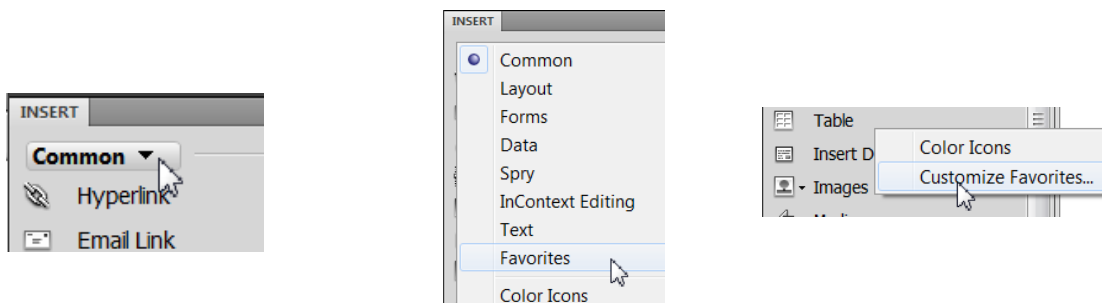 INSERT
Common
Hyperlink
Email Link
INSERT
Common
Layout
Forms
Data
Spry
InContext Editing
Text
Favorites
Color Icons
Table
Insert D
Images
Color Icons
Customize Favorites...